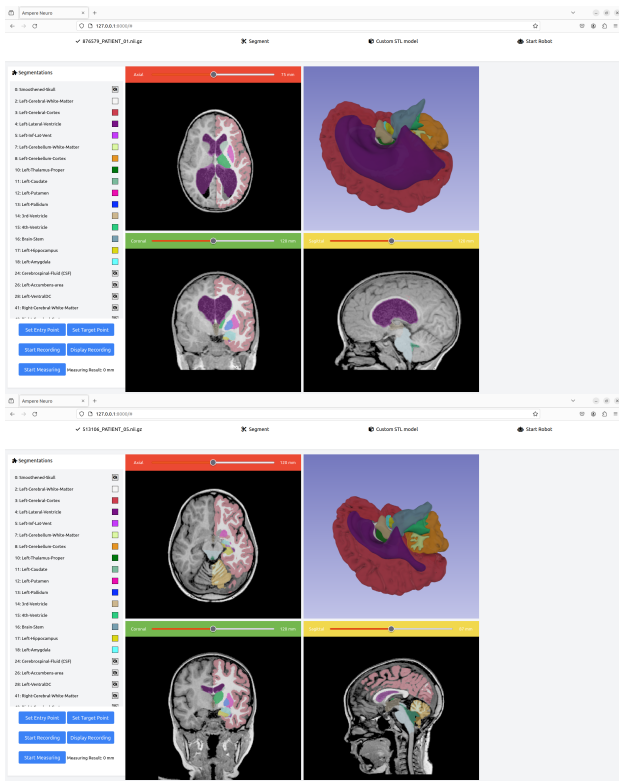 Ampere Neuro × +
127.0.0.1:8000/#
876579_PATIENT_01.nii.gz Segment Custom STL model Start Robot
Segmentations
0: Smoothened-Skull
2: Left-Cerebral-White-Matter
3: Left-Cerebral-Cortex
4: Left-Lateral-Ventricle
5: Left-Inf-Lat-Vent
7: Left-Cerebellum-White-Matter
8: Left-Cerebellum-Cortex
10: Left-Thalamus-Proper
11: Left-Caudate
12: Left-Putamen
13: Left-Pallidum
14: 3rd-Ventricle
15: 4th-Ventricle
16: Brain-Stem
17: Left-Hippocampus
18: Left-Amygdala
24: Cerebrospinal-Fluid (CSF)
26: Left-Accumbens-area
28: Left-VentralDC
41: Right-Cerebral-White-Matter
Set Entry Point Set Target Point
Start Recording Display Recording
Start Measuring Measuring Result: 0 mm
Axial 75 mm
Coronal 128 mm
Sagittal
Ampere Neuro × +
127.0.0.1:8000/#
513106_PATIENT_05.nii.gz Segment Custom STL model Start Robot
Segmentations
0: Smoothened-Skull
2: Left-Cerebral-White-Matter
3: Left-Cerebral-Cortex
4: Left-Lateral-Ventricle
5: Left-Inf-Lat-Vent
7: Left-Cerebellum-White-Matter
8: Left-Cerebellum-Cortex
10: Left-Thalamus-Proper
11: Left-Caudate
12: Left-Putamen
13: Left-Pallidum
14: 3rd-Ventricle
15: 4th-Ventricle
16: Brain-Stem
17: Left-Hippocampus
18: Left-Amygdala
24: Cerebrospinal-Fluid (CSF)
26: Left-Accumbens-area
28: Left-VentralDC
41: Right-Cerebral-White-Matter
Set Entry Point Set Target Point
Start Recording Display Recording
Start Measuring Measuring Result: 0 mm
Axial 128 mm
Coronal 128 mm
Sagittal